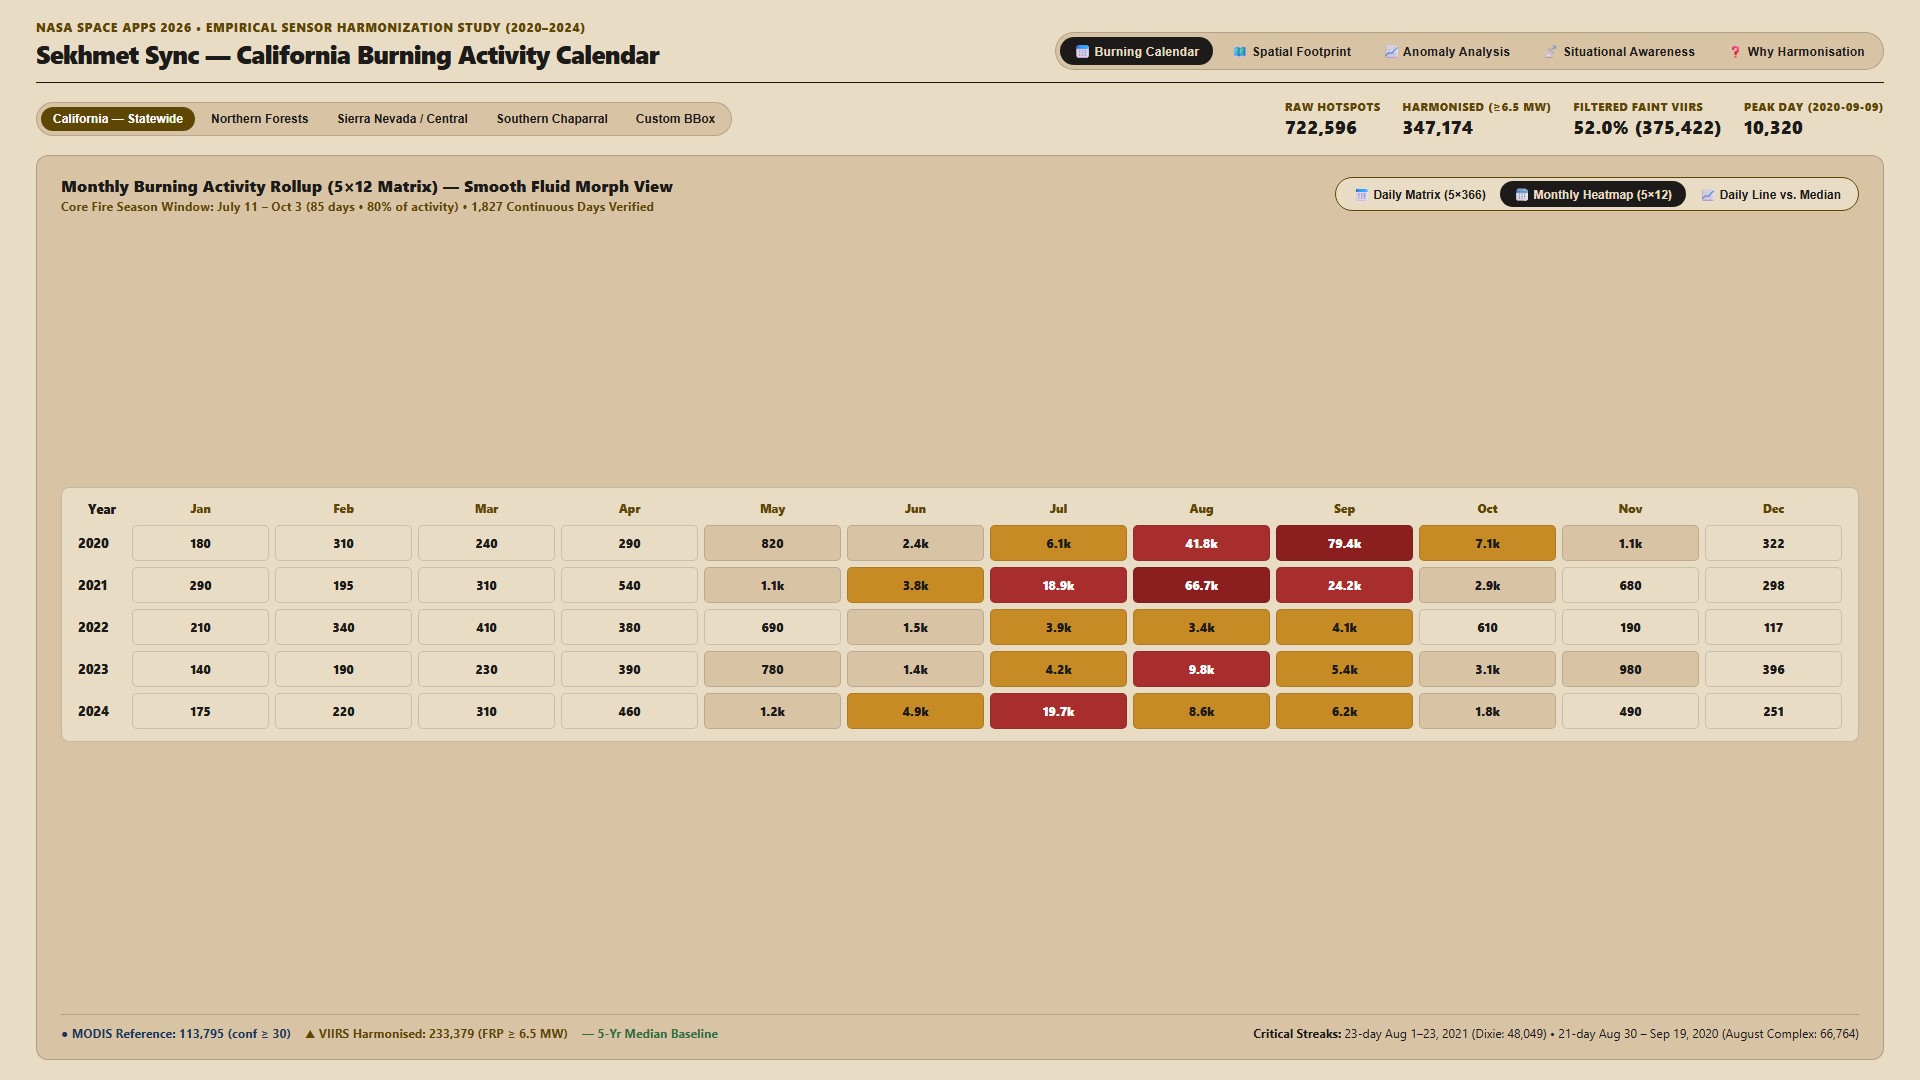 NASA SPACE APPS 2026 • EMPIRICAL SENSOR HARMONIZATION STUDY (2020–2024)
Sekhmet Sync — California Burning Activity Calendar
Burning Calendar
Spatial Footprint
Anomaly Analysis
Situational Awareness
❓ Why Harmonisation
California — Statewide
Northern Forests
Sierra Nevada / Central
Southern Chaparral
Custom BBox
RAW HOTSPOTS
722,596
HARMONISED (≥6.5 MW)
347,174
FILTERED FAINT VIIRS
52.0% (375,422)
PEAK DAY (2020-09-09)
10,320
Monthly Burning Activity Rollup (5×12 Matrix) — Smooth Fluid Morph View
Core Fire Season Window: July 11 – Oct 3 (85 days • 80% of activity) • 1,827 Continuous Days Verified
Daily Matrix (5×366)
Monthly Heatmap (5×12)
Daily Line vs. Median
Year Jan Feb Mar Apr May Jun Jul Aug Sep Oct Nov Dec
2020 180 310 240 290 820 2.4k 6.1k 41.8k 79.4k 7.1k 1.1k 322
2021 290 195 310 540 1.1k 3.8k 18.9k 66.7k 24.2k 2.9k 680 298
2022 210 340 410 380 690 1.5k 3.9k 3.4k 4.1k 610 190 117
2023 140 190 230 390 780 1.4k 4.2k 9.8k 5.4k 3.1k 980 396
2024 175 220 310 460 1.2k 4.9k 19.7k 8.6k 6.2k 1.8k 490 251
● MODIS Reference: 113,795 (conf ≥ 30)
▲ VIIRS Harmonised: 233,379 (FRP ≥ 6.5 MW)
— 5-Yr Median Baseline
Critical Streaks: 23-day Aug 1–23, 2021 (Dixie: 48,049) • 21-day Aug 30 – Sep 19, 2020 (August Complex: 66,764)